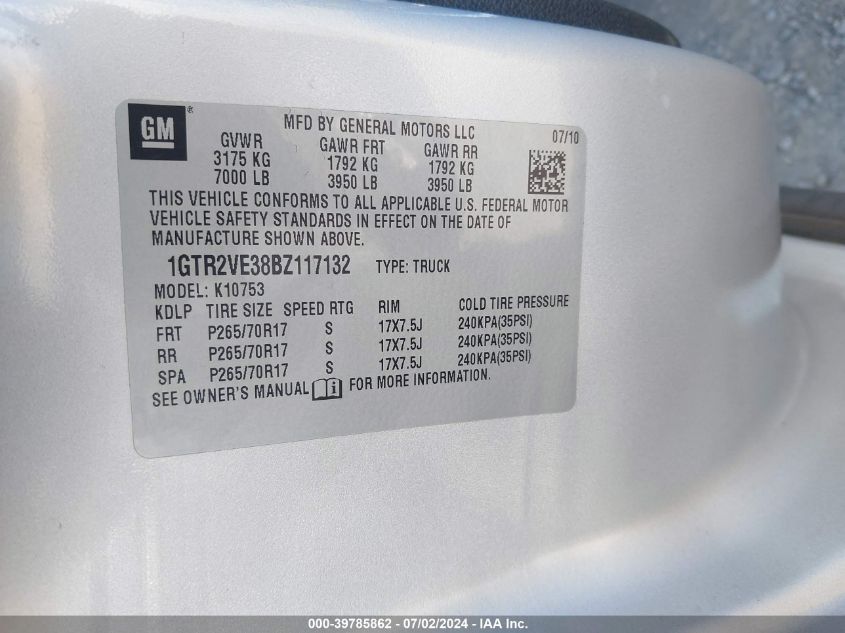 GM ®
MFD BY GENERAL MOTORS LLC 07/10
GVWR GAWR FRT GAWR RR
3175 KG 1792 KG 1792 KG
7000 LB 3950 LB 3950 LB
THIS VEHICLE CONFORMS TO ALL APPLICABLE U.S. FEDERAL MOTOR
VEHICLE SAFETY STANDARDS IN EFFECT ON THE DATE OF
MANUFACTURE SHOWN ABOVE.
1GTR2VE38BZ117132 TYPE: TRUCK
MODEL: K10753
KDLP TIRE SIZE SPEED RTG RIM COLD TIRE PRESSURE
FRT P265/70R17 S 17X7.5J 240KPA(35PSI)
RR P265/70R17 S 17X7.5J 240KPA(35PSI)
SPA P265/70R17 S 17X7.5J 240KPA(35PSI)
SEE OWNER'S MANUAL i FOR MORE INFORMATION.
000-39785862 - 07/02/2024 - IAA Inc.